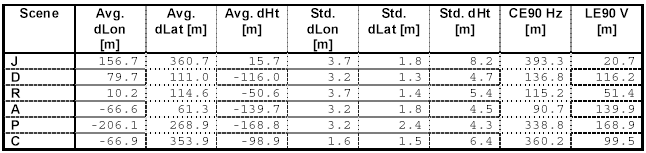 Scene Avg. dLon [m] Avg. dLat [m] Avg. dHt [m] Std. dLon [m] Std. dLat [m] Std. dHt [m] CE90 Hz [m] LE90 V [m]
J 156.7 360.7 15.7 3.7 1.8 8.2 393.3 20.7
D 79.7 111.0 -116.0 3.2 1.3 4.7 136.8 116.2
R 10.2 114.6 -50.6 3.7 1.4 5.4 115.2 51.4
A -66.6 61.3 -139.7 3.2 1.8 4.5 90.7 139.9
P -206.1 268.9 -168.8 3.2 2.4 4.3 338.8 168.9
C -66.9 353.9 -98.9 1.6 1.5 6.4 360.2 99.5